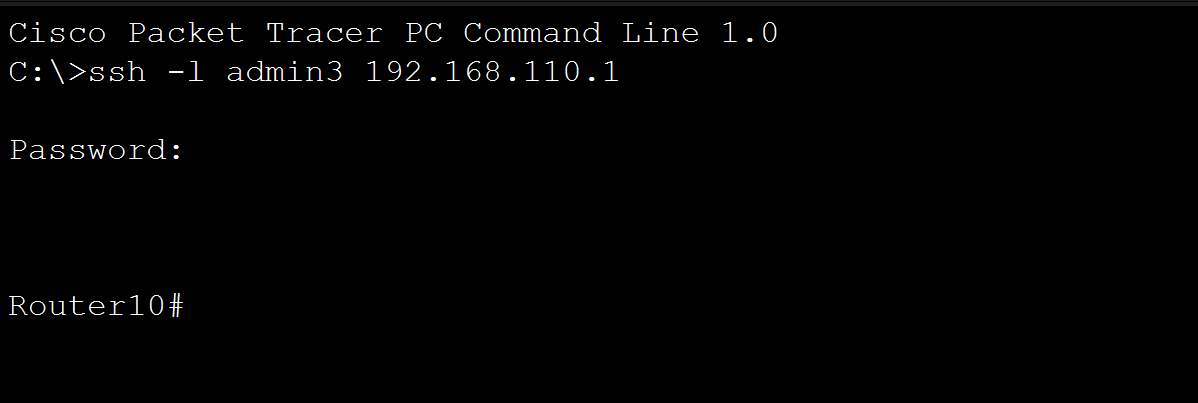 Cisco Packet Tracer PC Command Line 1.0
C:\>ssh -l admin3 192.168.110.1
Password:
Router10#